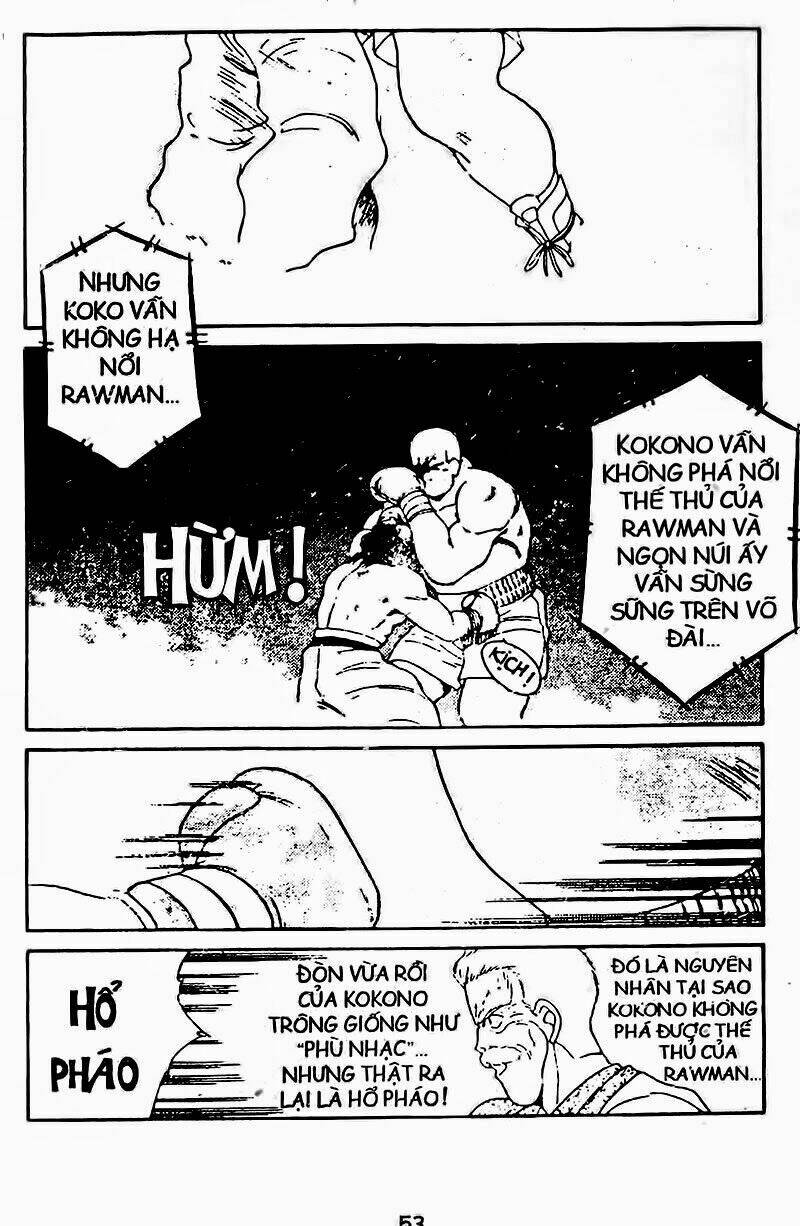 NHƯNG
KOKO VẪN
KHÔNG HẠ
NỔI
RAWMAN...
KOKONO VẪN
KHÔNG PHÁ NỔI
THẾ THỦ CỦA
RAWMAN VÀ
NGỌN NÚI ẤY
VẪN SỪNG
SỮNG TRÊN VÕ
ĐÀI...
HỪM!
KỊCH!
HỔ
PHÁO
ĐÒN VỪA RỒI
CỦA KOKONO
TRÔNG GIỐNG NHƯ
“PHÙ NHẠC”...
NHƯNG THẬT RA
LẠI LÀ HỔ PHÁO!
ĐÓ LÀ NGUYÊN
NHÂN TẠI SAO
KOKONO KHÔNG
PHÁ ĐƯỢC THẾ
THỦ CỦA
RAWMAN...
53